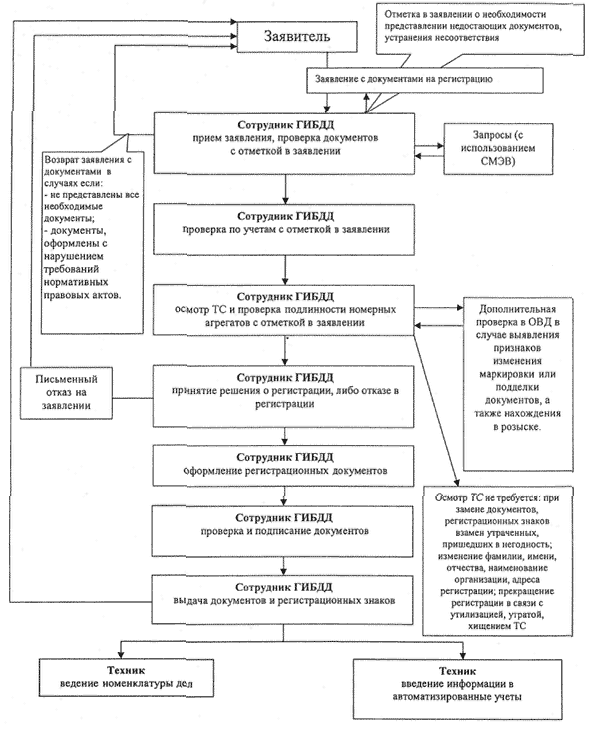 Отметка в заявлении о необходимости
представлении недостающих документов,
устранения несоответствия
Заявитель
Заявление с документами на регистрацию
Сотрудник ГИБДД
прием заявления, проверка документов
с отметкой в заявлении
Запросы (с
использованием
СМЭВ)
Возврат заявления с
документами в
случаях если:
- не представлены все
необходимые
документы;
- документы,
оформлены с
нарушением
требований
нормативных
правовых актов.
Сотрудник ГИБДД
проверка по учетам с отметкой в заявлении
Сотрудник ГИБДД
осмотр ТС и проверка подлинности номерных
агрегатов с отметкой в заявлении
Дополнительная
проверка в ОВД в
случае выявления
признаков
изменения
маркировки или
подделки
документов, а
также нахождения
в розыске.
Письменный
отказ на
заявлении
Сотрудник ГИБДД
принятие решения о регистрации, либо отказе в
регистрации
Сотрудник ГИБДД
оформление регистрационных документов
Осмотр ТС не требуется: при
замене документов,
регистрационных знаков
взамен утраченных,
пришедших в негодность;
изменение фамилии, имени,
отчества, наименование
организации, адреса
регистрации; прекращение
регистрации в связи с
утилизацией, утратой,
хищением ТС
Сотрудник ГИБДД
проверка и подписание документов
Сотрудник ГИБДД
выдача документов и регистрационных знаков
Техник
ведение номенклатуры дел
Техник
введение информации в
автоматизированные учеты